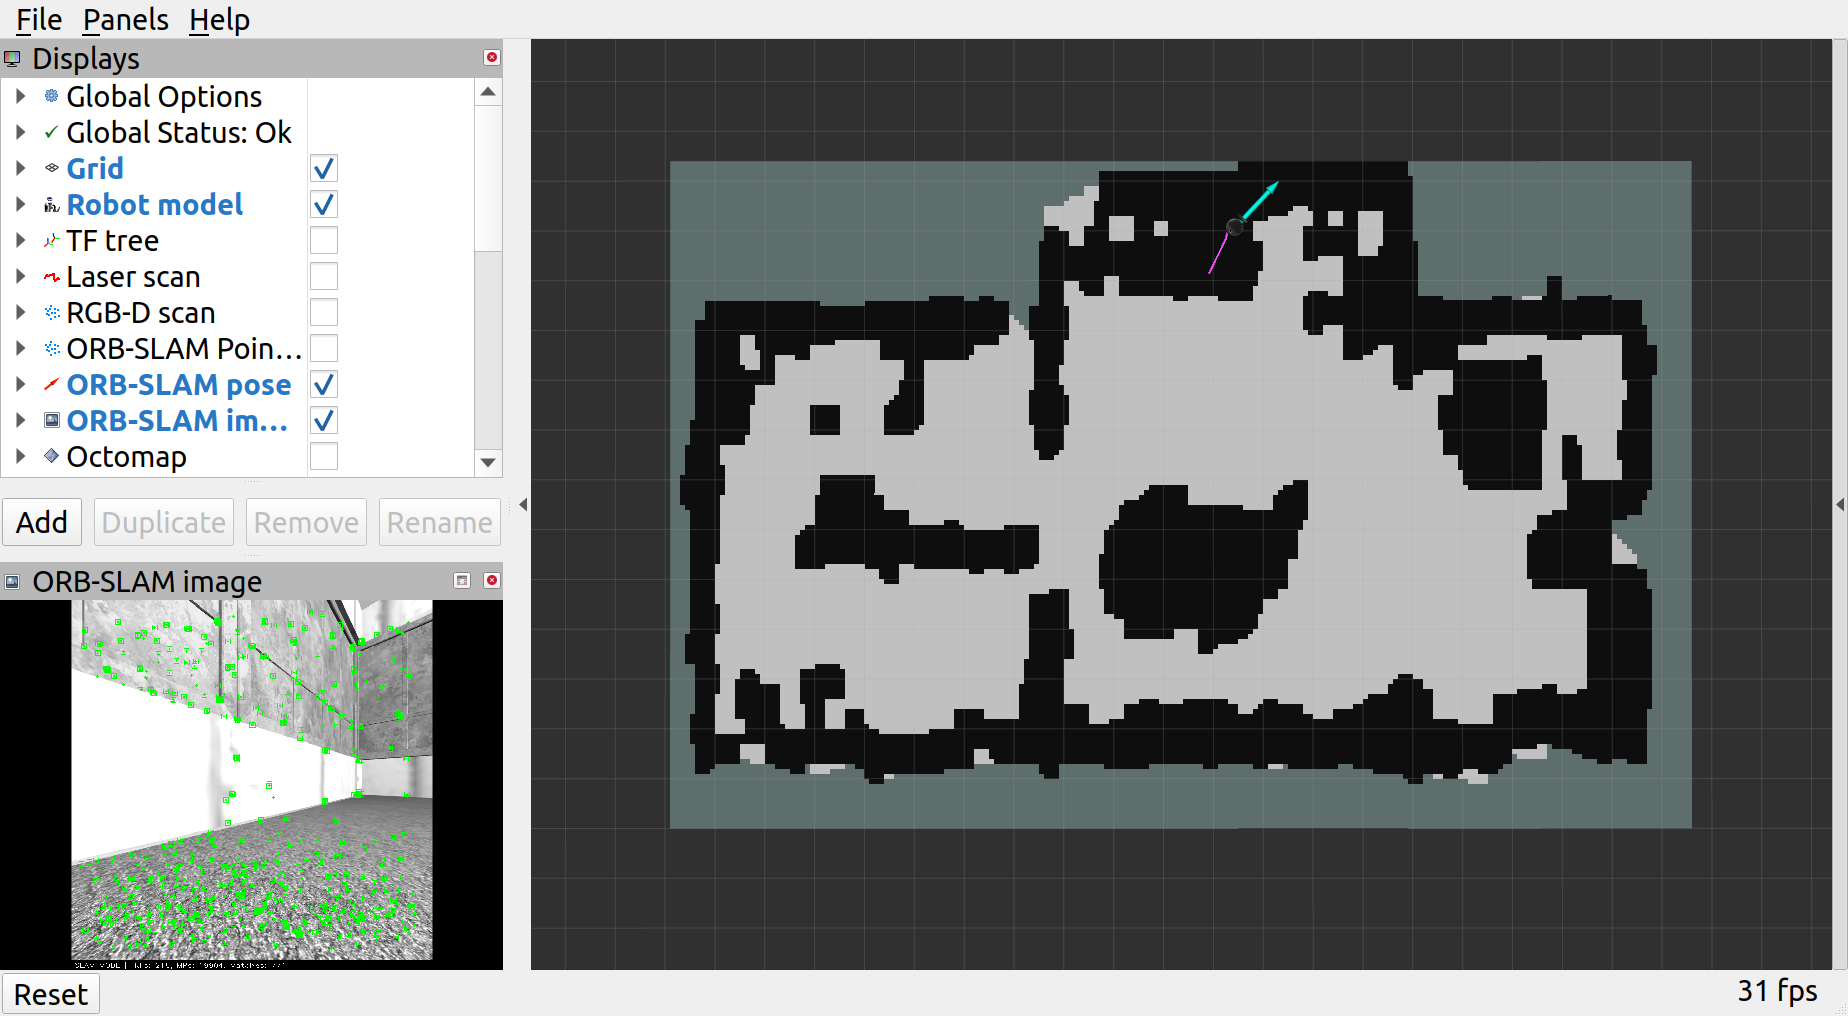 File Panels Help
Displays
Global Options
Global Status: Ok
Grid
Robot model
TF tree
Laser scan
RGB-D scan
ORB-SLAM Poin...
ORB-SLAM pose
ORB-SLAM im...
Octomap
Add Duplicate Remove Rename
ORB-SLAM image
SLAM MODE |
Reset
31 fps